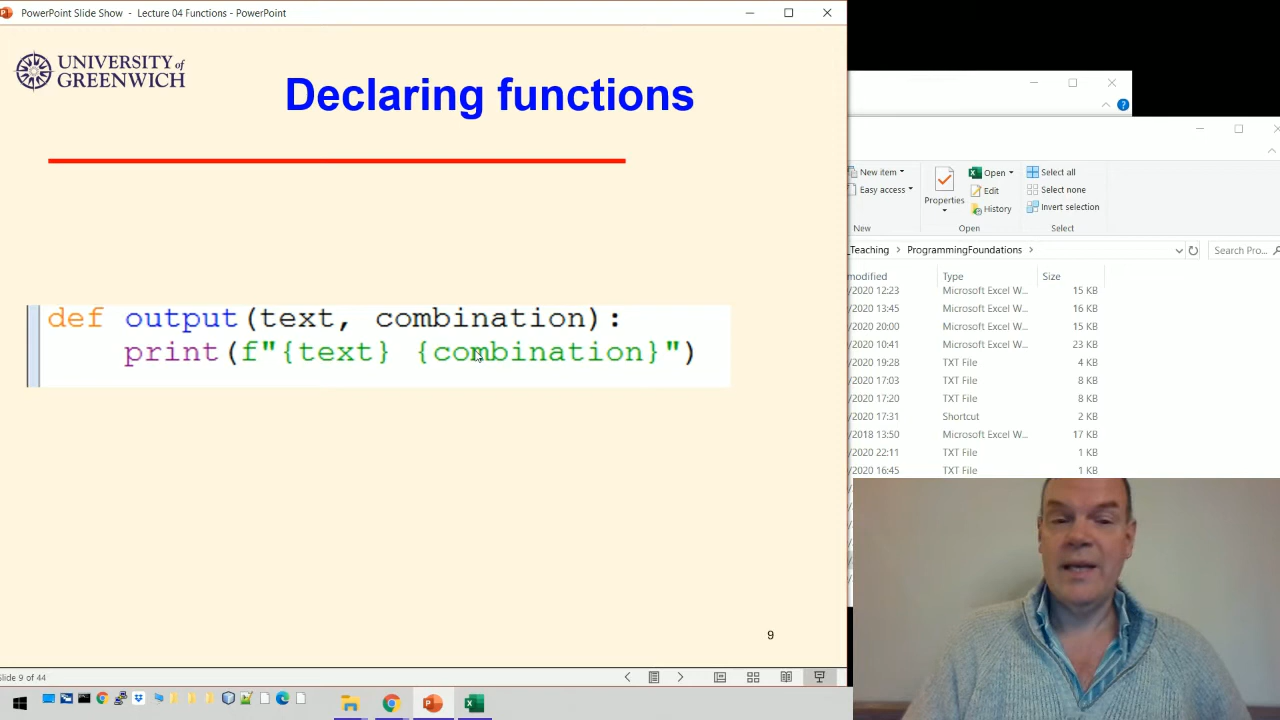 PowerPoint Slide Show - Lecture 04 Functions - PowerPoint
UNIVERSITY of
GREENWICH
Declaring functions
def output(text, combination):
    print(f"{text} {combination}")
9
Slide 9 of 44
New item
Easy access
New
Properties
Open
Edit
History
Open
Select all
Select none
Invert selection
Select
_Teaching > ProgrammingFoundations >
Search Pro...
modified Type Size
/2020 12:23 Microsoft Excel W... 15 KB
/2020 13:45 Microsoft Excel W... 16 KB
/2020 20:00 Microsoft Excel W... 15 KB
/2020 10:41 Microsoft Excel W... 23 KB
/2020 19:28 TXT File 4 KB
/2020 17:03 TXT File 8 KB
/2020 17:20 TXT File 8 KB
/2020 17:31 Shortcut 2 KB
/2018 13:50 Microsoft Excel W... 17 KB
/2020 22:11 TXT File 1 KB
/2020 16:45 TXT File 1 KB